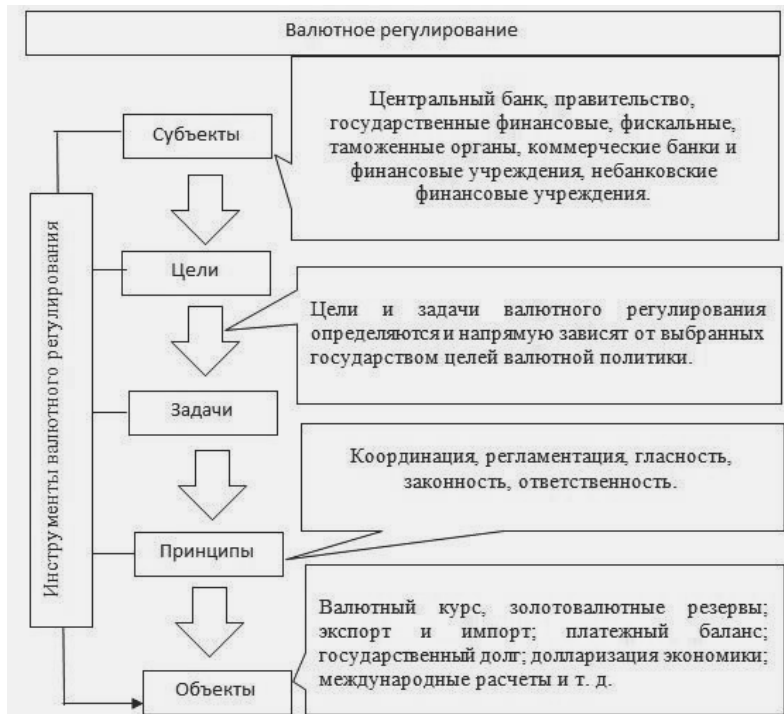 Валютное регулирование
Субъекты
Центральный банк, правительство,
государственные финансовые, фискальные,
таможенные органы, коммерческие банки и
финансовые учреждения, небанковские
финансовые учреждения.
Инструменты валютного регулирования
Цели
Цели и задачи валютного регулирования
определяются и напрямую зависят от выбранных
государством целей валютной политики.
Задачи
Координация, регламентация, гласность,
законность, ответственность.
Принципы
Валютный курс, золотовалютные резервы;
экспорт и импорт; платежный баланс;
государственный долг; долларизация экономики;
международные расчеты и т. д.
Объекты